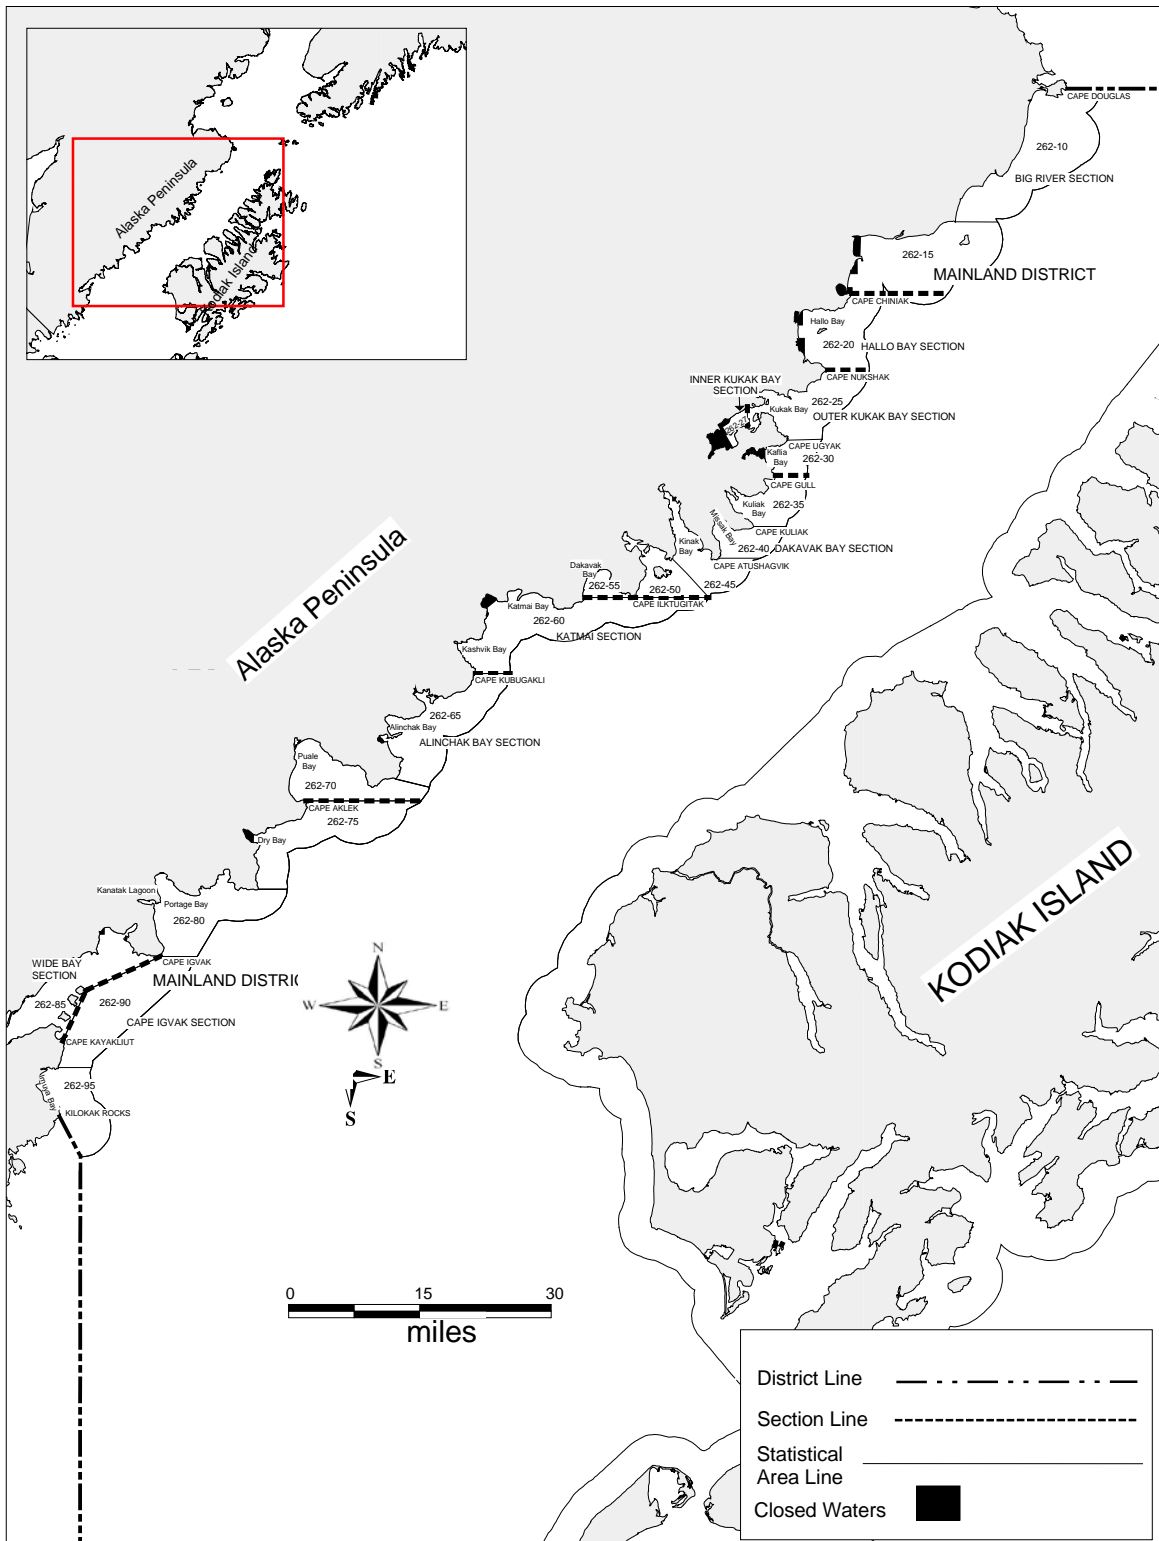 Alaska Peninsula
Kodiak Island
CAPE DOUGLAS
262-10
BIG RIVER SECTION
262-15
MAINLAND DISTRICT
CAPE CHINIAK
Hallo Bay
262-20
HALLO BAY SECTION
CAPE NUKSHAK
INNER KUKAK BAY
SECTION
262-27
Kukak Bay
262-25
OUTER KUKAK BAY SECTION
CAPE UGYAK
Kaflia
Bay
262-30
CAPE GULL
Kuliak
Bay
262-35
CAPE KULIAK
Missak Bay
Kinak
Bay
262-40
DAKAVAK BAY SECTION
CAPE ATUSHAGVIK
Dakavak
Bay
262-55
262-50
262-45
CAPE ILKTUGITAK
Alaska Peninsula
Katmai Bay
262-60
KATMAI SECTION
Kashvik Bay
CAPE KUBUGAKLI
262-65
Alinchak Bay
ALINCHAK BAY SECTION
Puale
Bay
262-70
CAPE AKLEK
262-75
Dry Bay
KODIAK ISLAND
Kanatak Lagoon
Portage Bay
262-80
CAPE IGVAK
WIDE BAY
SECTION
MAINLAND DISTRIC
262-85
262-90
CAPE IGVAK SECTION
CAPE KAYAKLIUT
N
W
E
S
E
S
262-95
muya Bay
KILOKAK ROCKS
0
15
30
miles
District Line
Section Line
Statistical
Area Line
Closed Waters